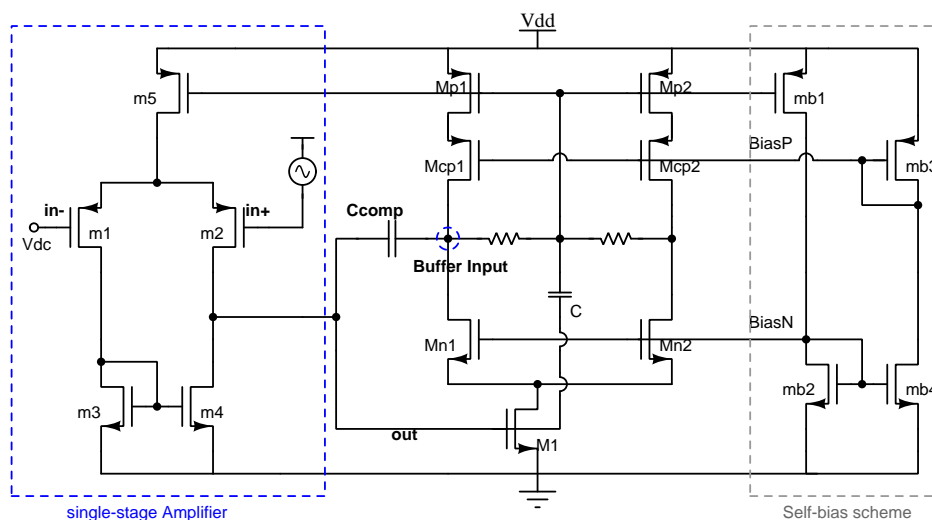 Vdd
m5
Mp1
Mp2
mb1
Mcp1
Mcp2
BiasP
mb3
in-
Vdc
m1
m2
in+
Ccomp
Buffer Input
C
BiasN
Mn1
Mn2
m3
m4
mb2
mb4
out
M1
single-stage Amplifier
Self-bias scheme